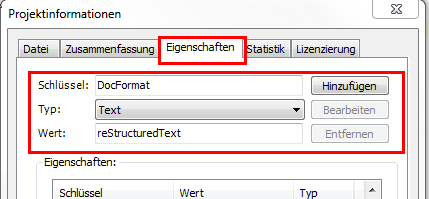 Projektinformationen
Datei Zusammenfassung Eigenschaften Statistik Lizenzierung
Schlüssel: DocFormat Hinzufügen
Typ: Text Bearbeiten
Wert: reStructuredText Entfernen
Eigenschaften:
Schlüssel Wert Typ